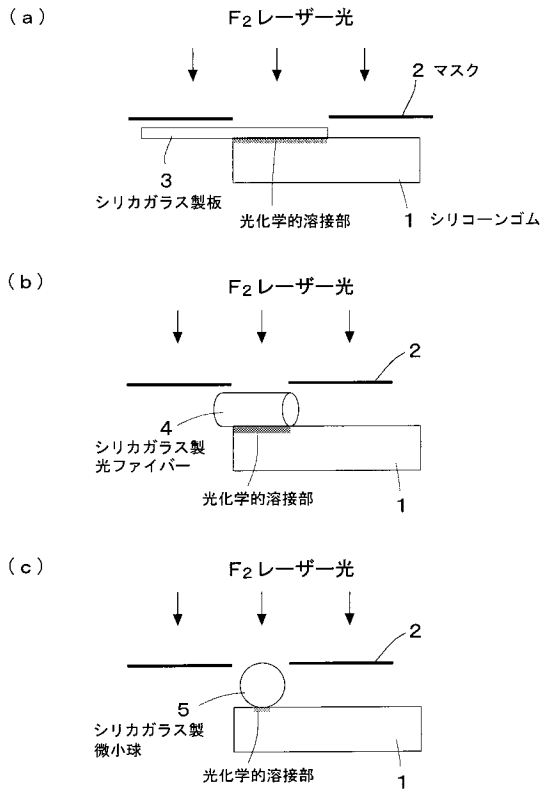 (a)
F2レーザー光
2 マスク
3
シリカガラス製板
光化学的溶接部
1 シリコーンゴム
(b)
F2レーザー光
2
4
シリカガラス製
光ファイバー
光化学的溶接部
1
(c)
F2レーザー光
2
5
シリカガラス製
微小球
光化学的溶接部
1